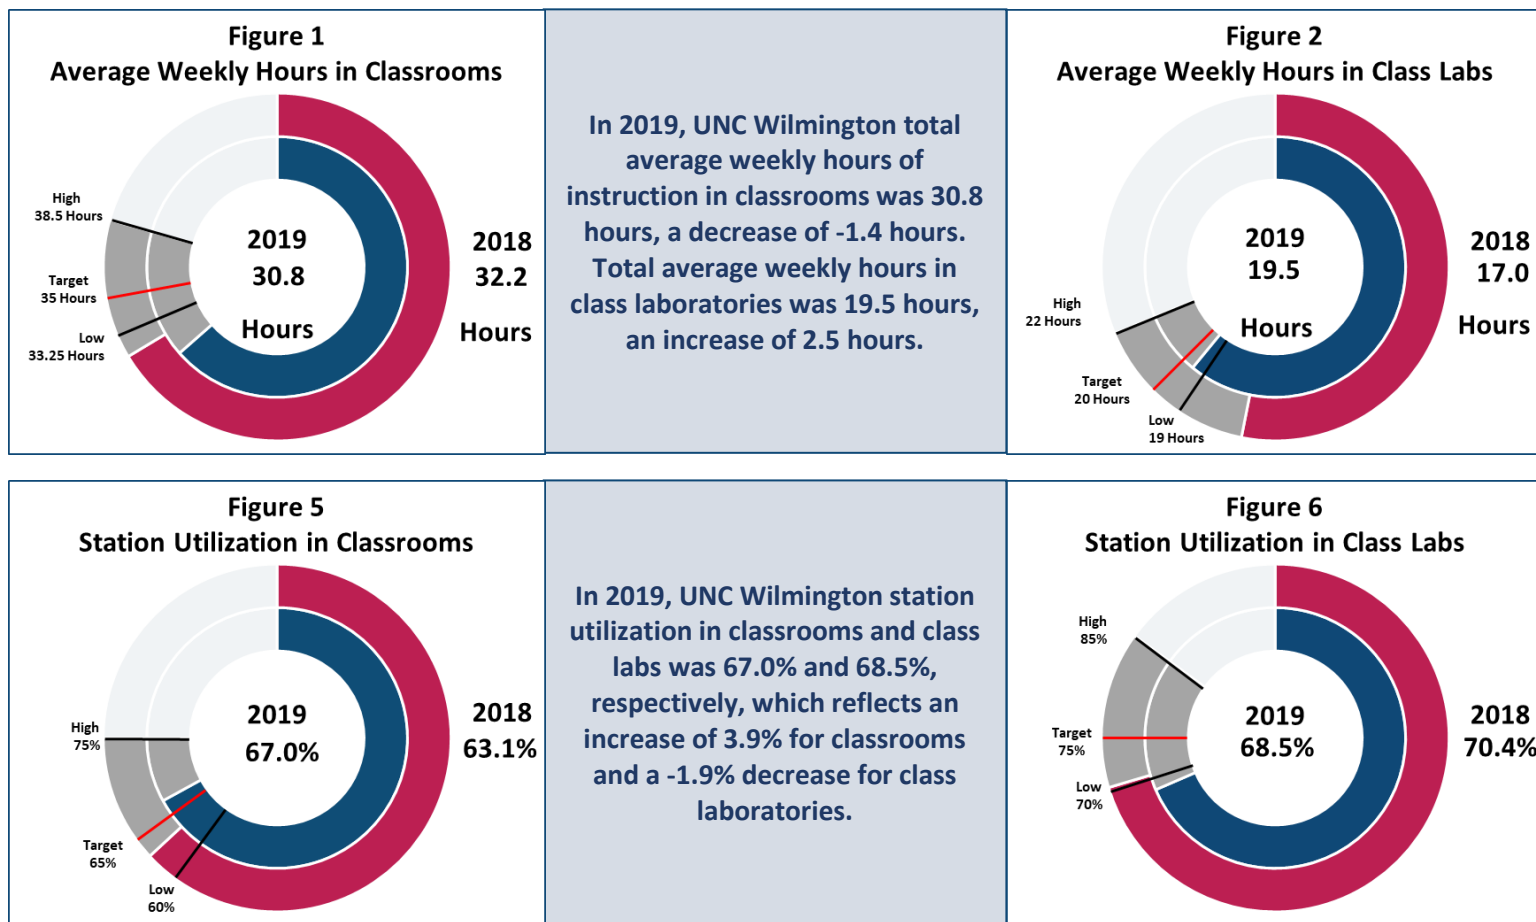 Figure 1
Average Weekly Hours in Classrooms
High
38.5 Hours
Target
35 Hours
Low
33.25 Hours
2019
30.8
Hours
2018
32.2
Hours
In 2019, UNC Wilmington total
average weekly hours of
instruction in classrooms was 30.8
hours, a decrease of -1.4 hours.
Total average weekly hours in
class laboratories was 19.5 hours,
an increase of 2.5 hours.
Figure 2
Average Weekly Hours in Class Labs
High
22 Hours
Target
20 Hours
Low
19 Hours
2019
19.5
Hours
2018
17.0
Hours
Figure 5
Station Utilization in Classrooms
High
75%
Target
65%
Low
60%
2019
67.0%
2018
63.1%
In 2019, UNC Wilmington station
utilization in classrooms and class
labs was 67.0% and 68.5%,
respectively, which reflects an
increase of 3.9% for classrooms
and a -1.9% decrease for class
laboratories.
Figure 6
Station Utilization in Class Labs
High
85%
Target
75%
Low
70%
2019
68.5%
2018
70.4%